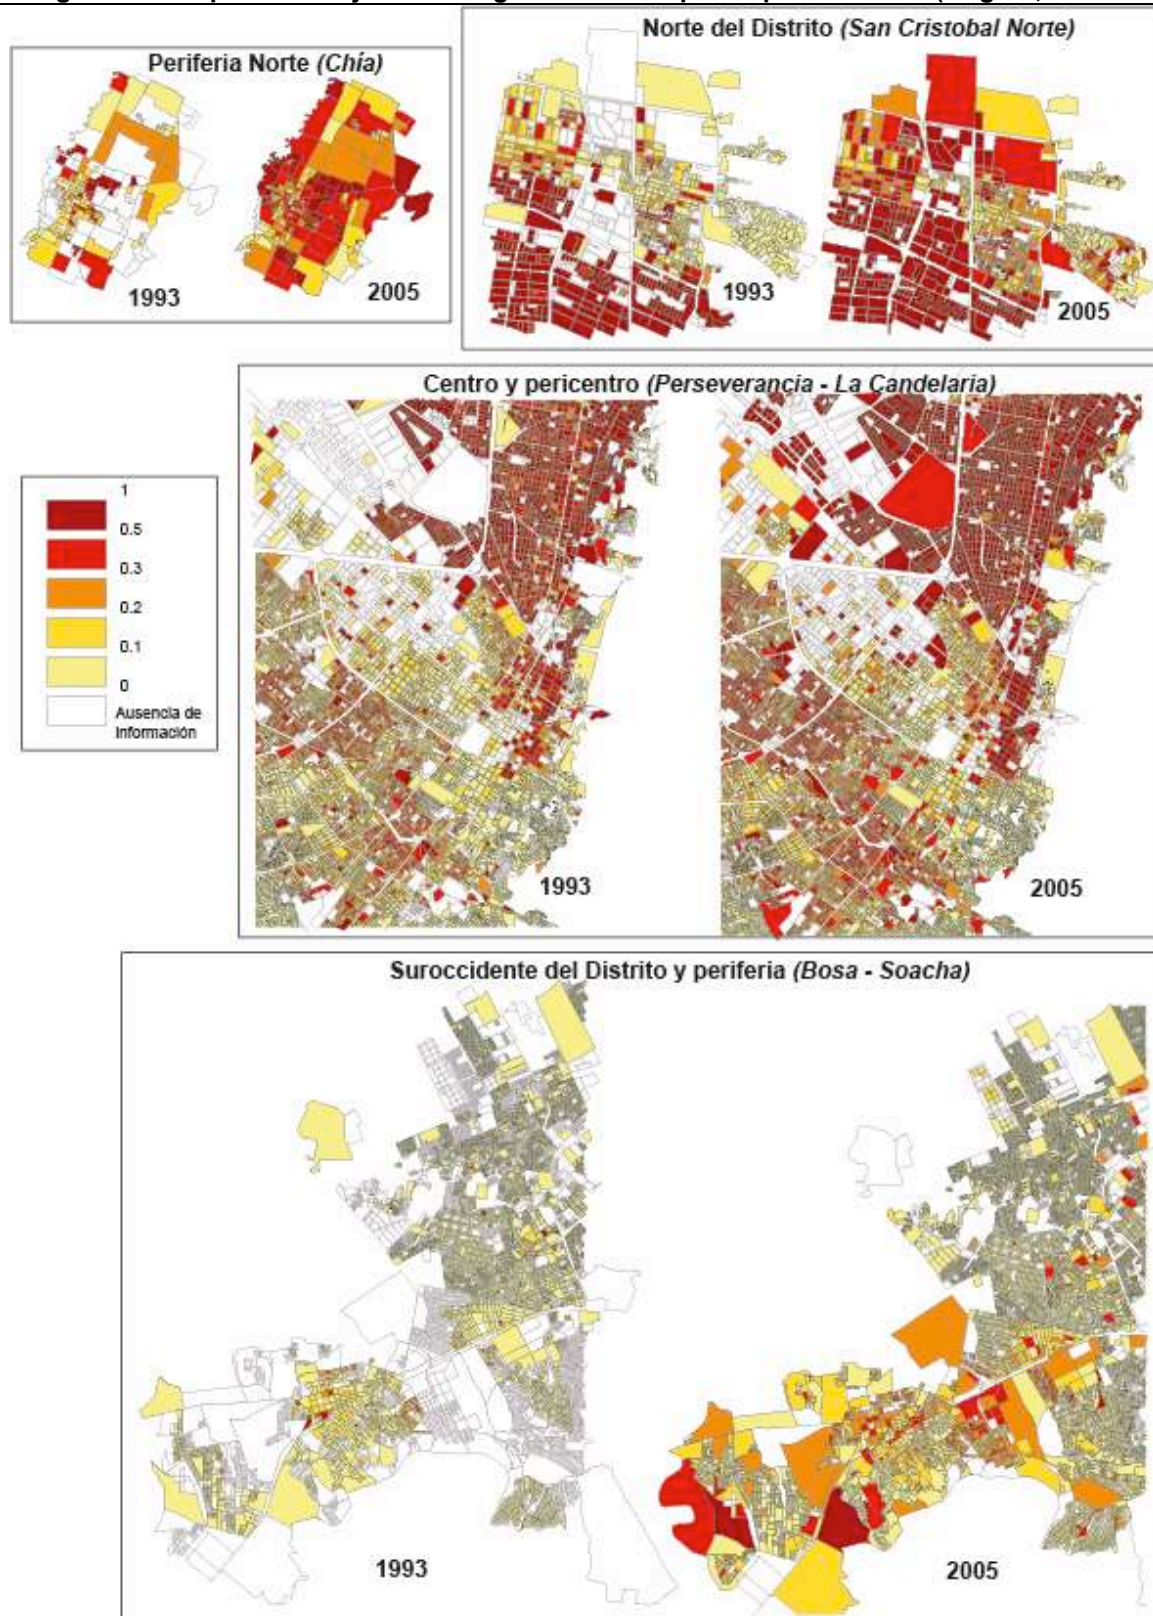 Periferia Norte (Chía)
1993
2005
Norte del Distrito (San Cristobal Norte)
1993
2005
Centro y pericentro (Perseverancia - La Candelaria)
1993
2005
1
0.5
0.3
0.2
0.1
0
Ausencia de
Información
Suroccidente del Distrito y periferia (Bosa - Soacha)
1993
2005